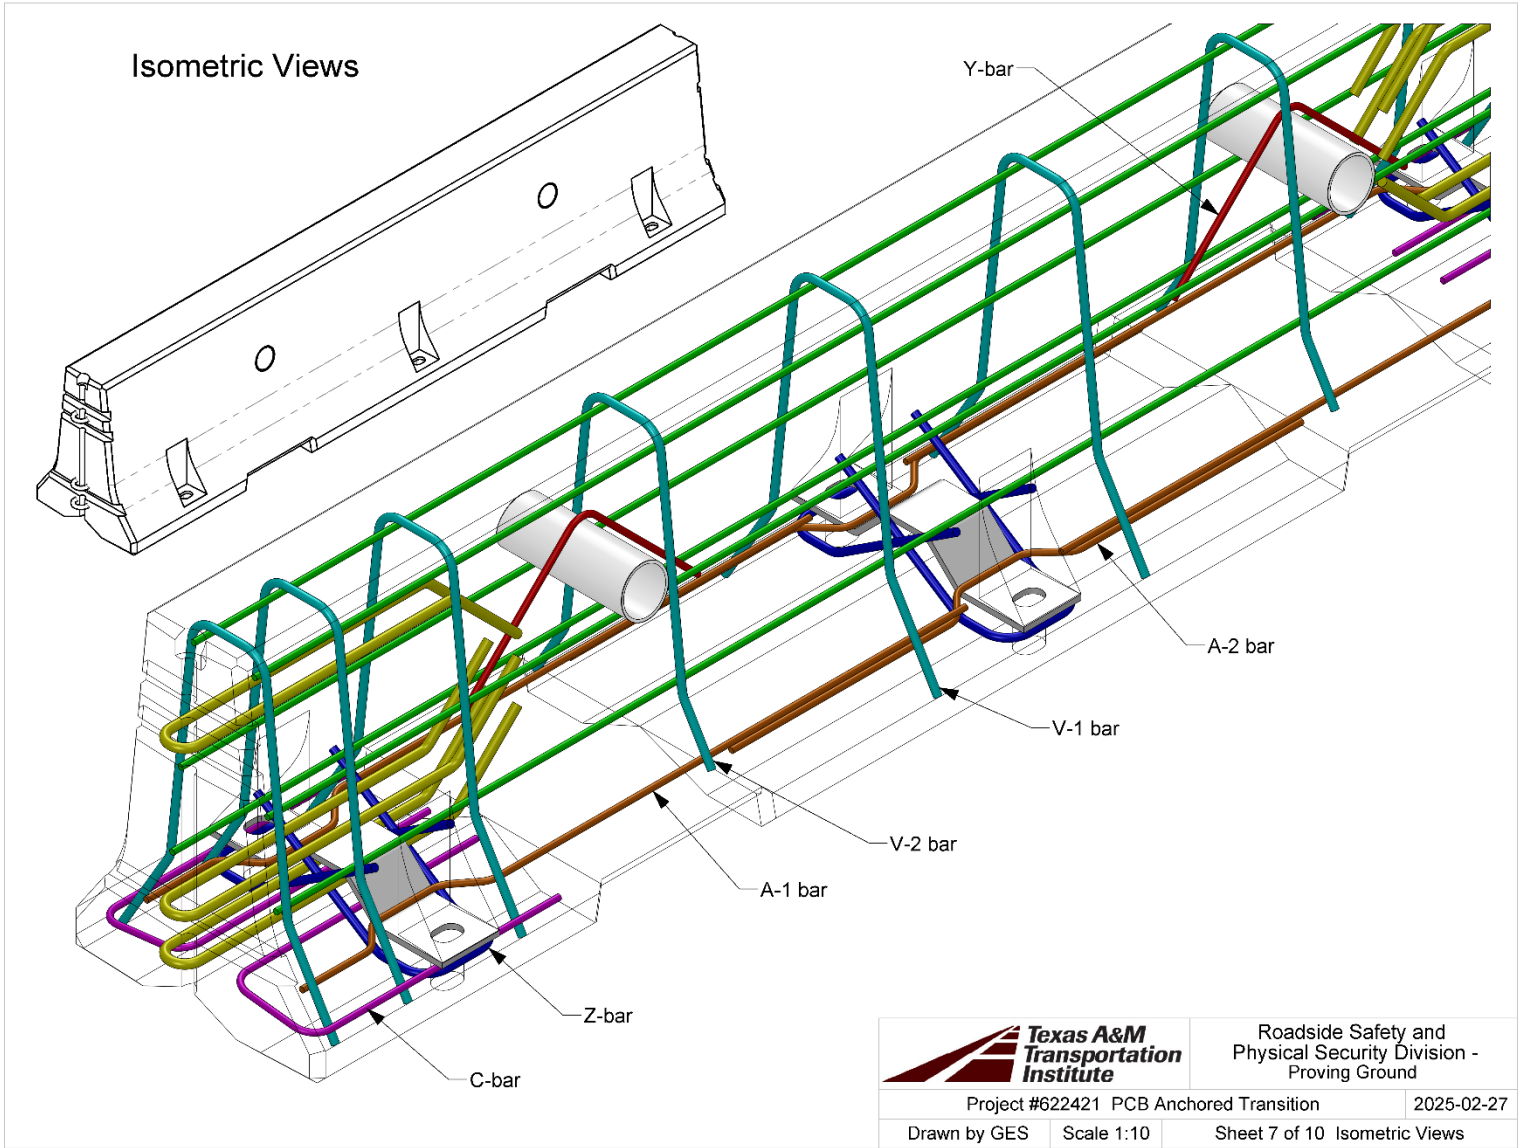 Isometric Views
Y-bar
A-2 bar
V-1 bar
V-2 bar
A-1 bar
Z-bar
C-bar
Texas A&M
Transportation
Institute
Roadside Safety and
Physical Security Division -
Proving Ground
Project #622421 PCB Anchored Transition
2025-02-27
Drawn by GES
Scale 1:10
Sheet 7 of 10 Isometric Views